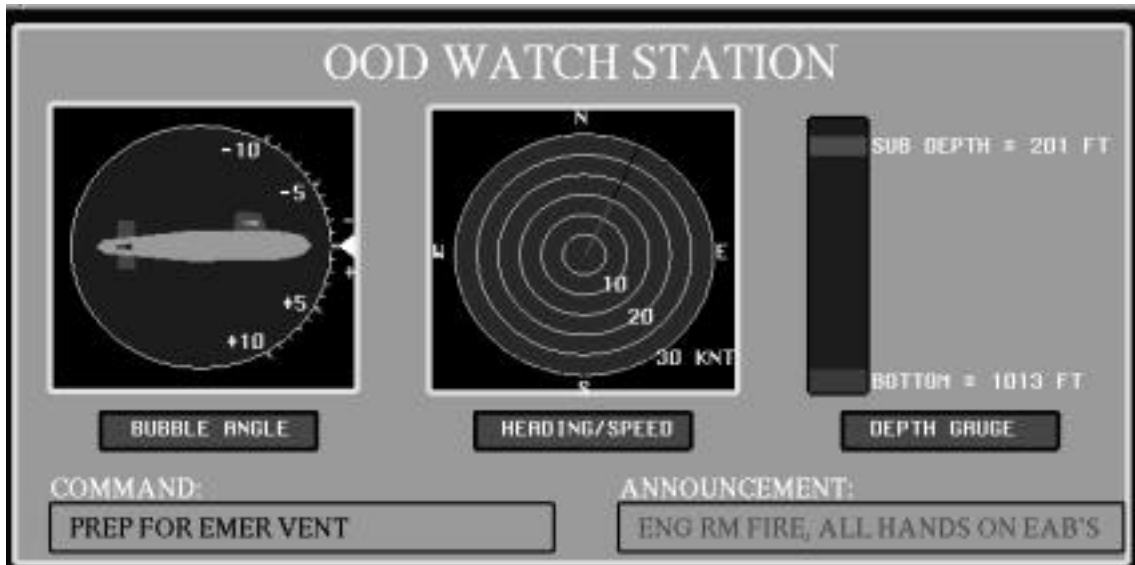 OOD WATCH STATION
-10
-5
-
+
+5
+10
N
E
S
10
20
30 KNT
SUB DEPTH = 201 FT
BOTTOM = 1013 FT
BUBBLE ANGLE
HEADING/SPEED
DEPTH GAUGE
COMMAND:
ANNOUNCEMENT:
PREP FOR EMER VENT
ENG RM FIRE, ALL HANDS ON EAB'S